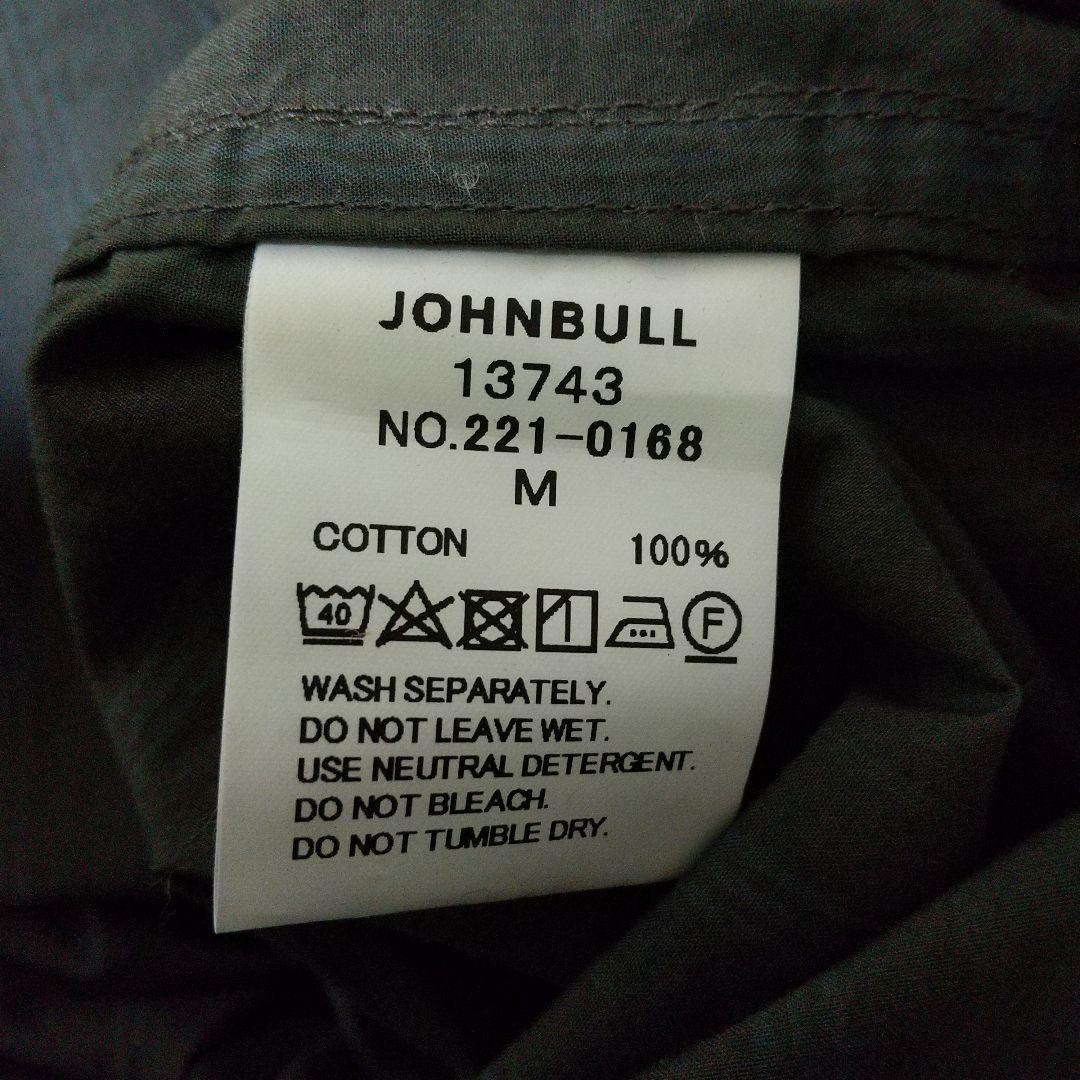 JOHNBULL
13743
NO.221-0168
M
COTTON 100%
40 F
WASH SEPARATELY.
DO NOT LEAVE WET.
USE NEUTRAL DETERGENT.
DO NOT BLEACH.
DO NOT TUMBLE DRY.